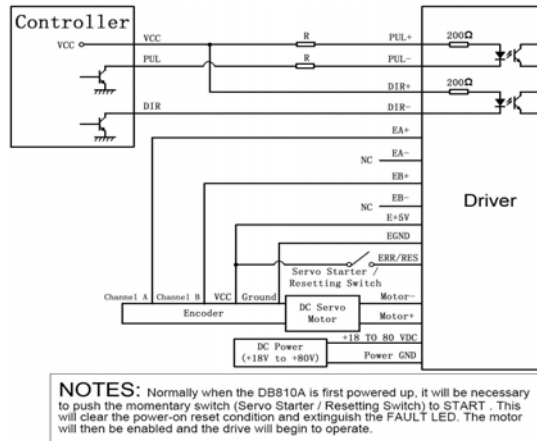 Controller
VCC
VCC
R
PUL+
200Ω
PUL
R
PUL-
DIR+
200Ω
DIR
DIR-
EA+
NC
EA-
EB+
Driver
NC
EB-
E+5V
EGND
ERR/RES
Servo Starter /
Resetting Switch
Channel A
Channel B
VCC
Ground
Encoder
DC Servo
Motor
Motor-
Motor+
DC Power
(+18V to +80V)
+18 TO 80 VDC
Power GND
NOTES: Normally when the DB810A is first powered up, it will be necessary
to push the momentary switch (Servo Starter / Resetting Switch) to START . This
will clear the power-on reset condition and extinguish the FAULT LED. The motor
will then be enabled and the drive will begin to operate.